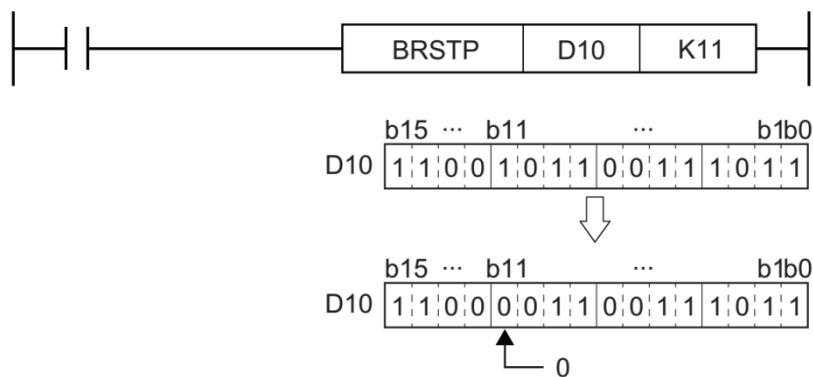 BRSTP D10 K11
b15 ··· b11 ··· b1b0
D10 1 1 0 0 1 0 1 1 0 0 1 1 1 0 1 1
b15 ··· b11 ··· b1b0
D10 1 1 0 0 0 0 1 1 0 0 1 1 1 0 1 1
0